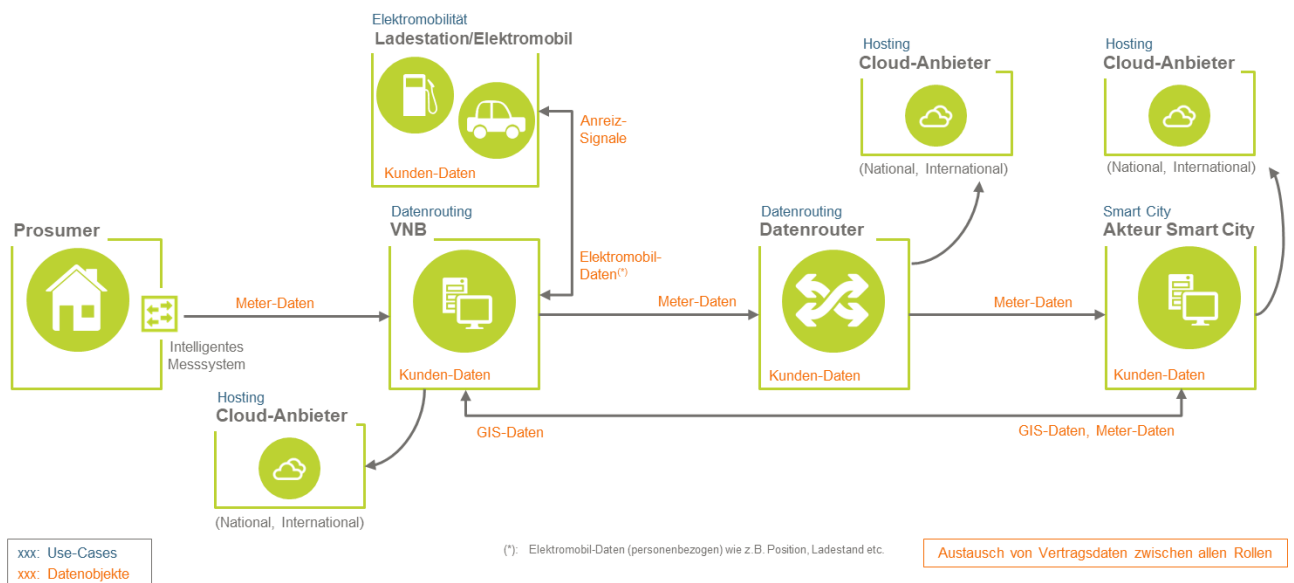 Elektromobilität
Ladestation/Elektromobil
Kunden-Daten
Anreiz-
Signale
Hosting
Cloud-Anbieter
(National, International)
Hosting
Cloud-Anbieter
(National, International)
Prosumer
Intelligentes
Messsystem
Meter-Daten
Datenrouting
VNB
Kunden-Daten
Elektromobil-
Daten(*)
Meter-Daten
Datenrouting
Datenrouter
Kunden-Daten
Meter-Daten
Smart City
Akteur Smart City
Kunden-Daten
Hosting
Cloud-Anbieter
(National, International)
GIS-Daten
GIS-Daten, Meter-Daten
xxx: Use-Cases
xxx: Datenobjekte
(*): Elektromobil-Daten (personenbezogen) wie z.B. Position, Ladestand etc.
Austausch von Vertragsdaten zwischen allen Rollen